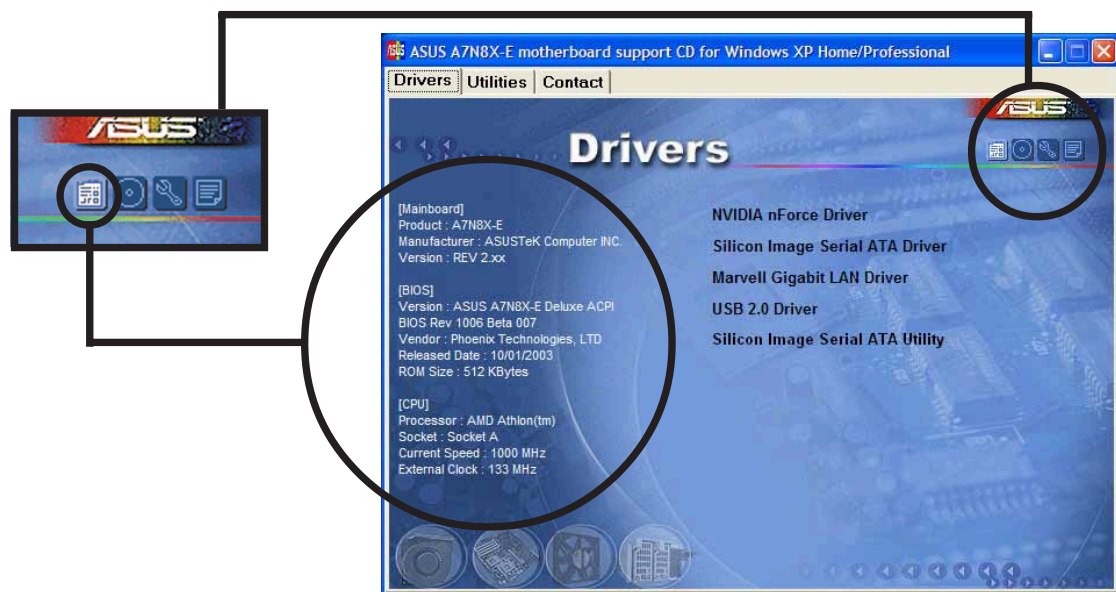 ASUS A7N8X-E motherboard support CD for Windows XP Home/Professional
Drivers Utilities Contact
ASUS
ASUS
Drivers
[Mainboard]
Product : A7N8X-E
Manufacturer : ASUSTeK Computer INC.
Version : REV 2.xx
[BIOS]
Version : ASUS A7N8X-E Deluxe ACPI
BIOS Rev 1006 Beta 007
Vendor : Phoenix Technologies, LTD
Released Date : 10/01/2003
ROM Size : 512 KBytes
[CPU]
Processor : AMD Athlon(tm)
Socket : Socket A
Current Speed : 1000 MHz
External Clock : 133 MHz
NVIDIA nForce Driver
Silicon Image Serial ATA Driver
Marvell Gigabit LAN Driver
USB 2.0 Driver
Silicon Image Serial ATA Utility